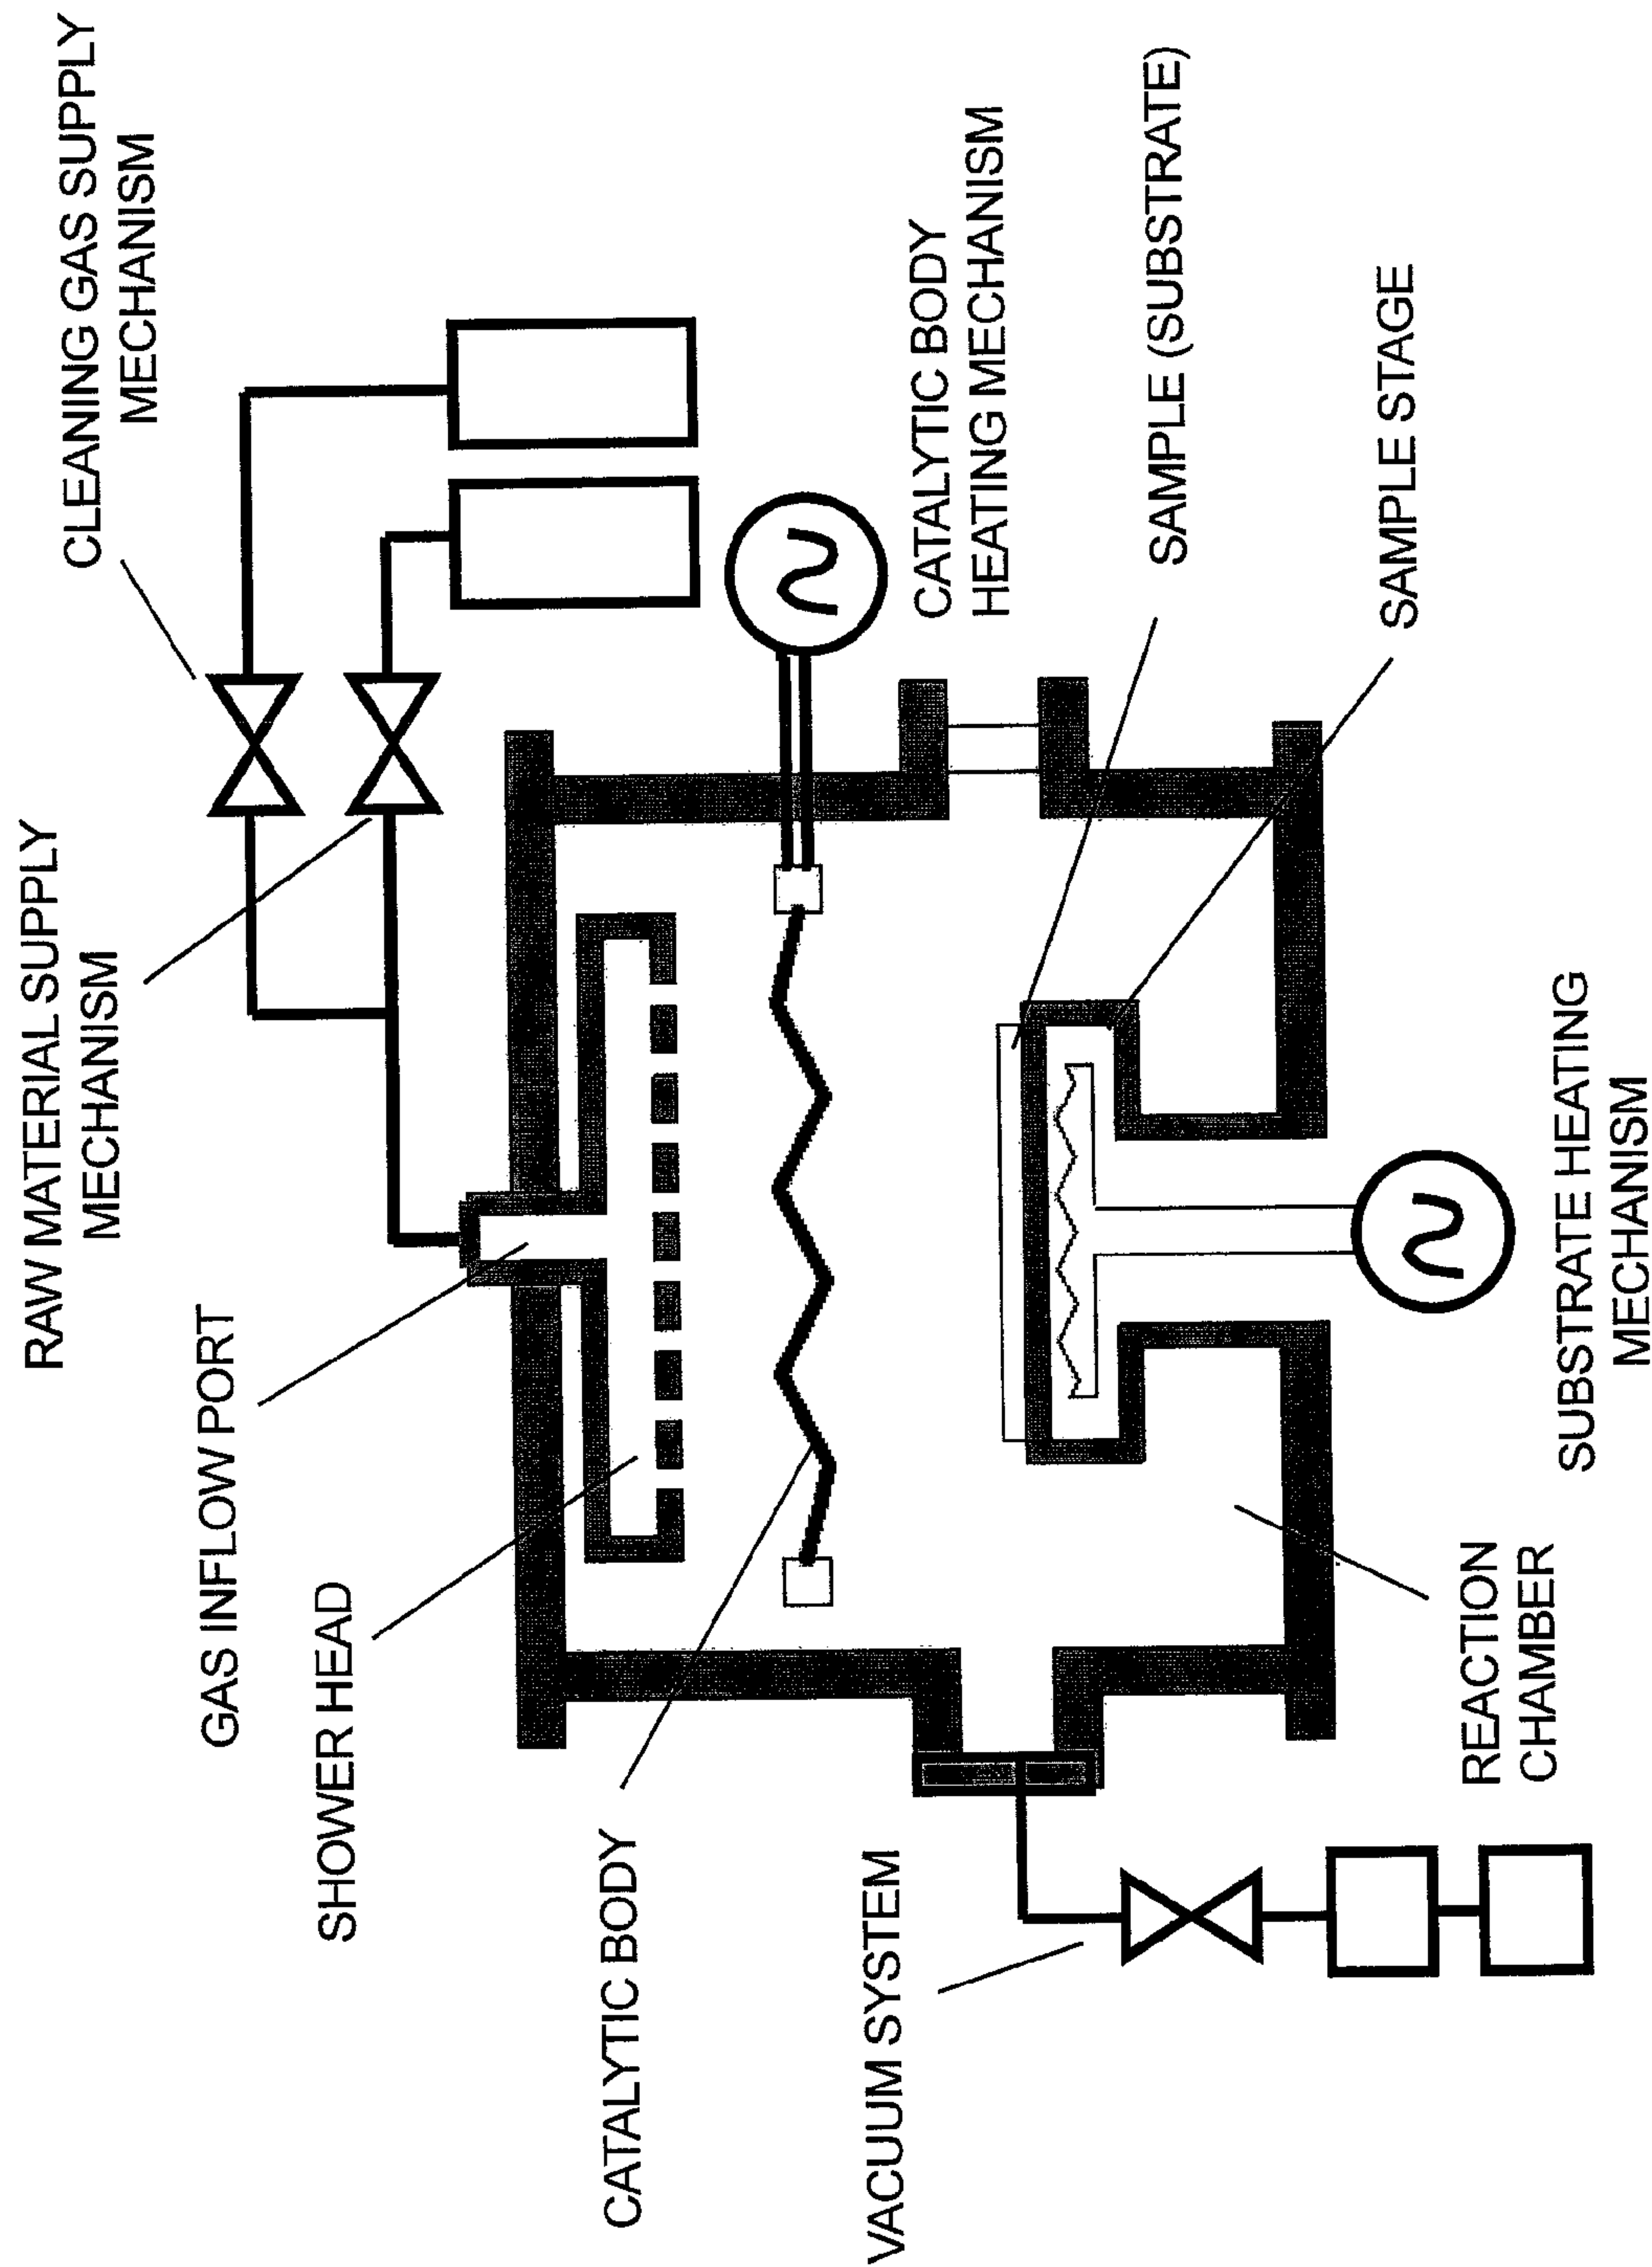 CLEANING GAS SUPPLY
MECHANISM
RAW MATERIAL SUPPLY
MECHANISM
GAS INFLOW PORT
SHOWER HEAD
CATALYTIC BODY
VACUUM SYSTEM
CATALYTIC BODY
HEATING MECHANISM
SAMPLE (SUBSTRATE)
SAMPLE STAGE
REACTION
CHAMBER
SUBSTRATE HEATING
MECHANISM